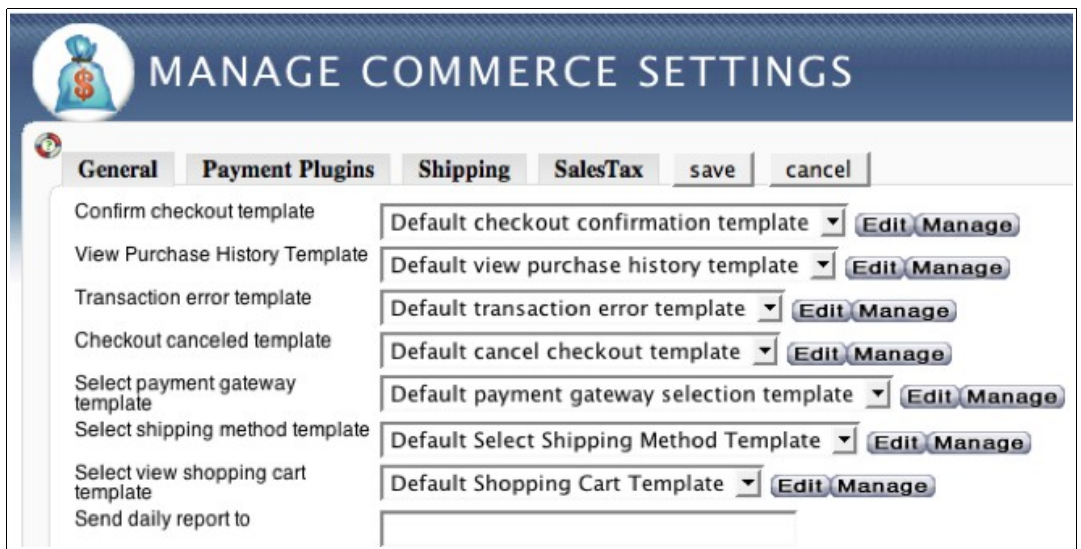 MANAGE COMMERCE SETTINGS
General Payment Plugins Shipping SalesTax save cancel
Confirm checkout template Default checkout confirmation template Edit Manage
View Purchase History Template Default view purchase history template Edit Manage
Transaction error template Default transaction error template Edit Manage
Checkout canceled template Default cancel checkout template Edit Manage
Select payment gateway
template Default payment gateway selection template Edit Manage
Select shipping method template Default Select Shipping Method Template Edit Manage
Select view shopping cart
template Default Shopping Cart Template Edit Manage
Send daily report to